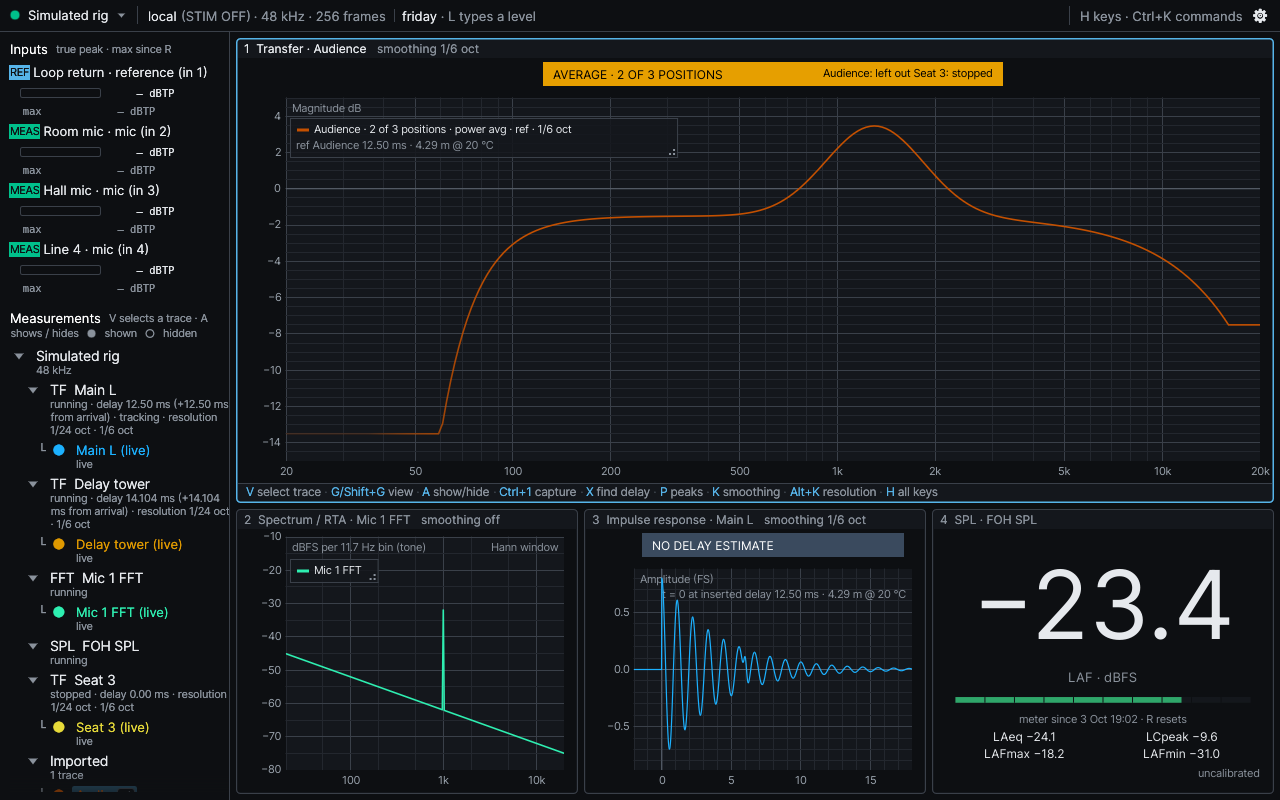 Simulated rig local (STIM OFF) · 48 kHz · 256 frames friday · L types a level H keys · Ctrl+K commands
Inputs true peak · max since R
REF Loop return · reference (in 1)
– dBTP
max – dBTP
MEAS Room mic · mic (in 2)
– dBTP
max – dBTP
MEAS Hall mic · mic (in 3)
– dBTP
max – dBTP
MEAS Line 4 · mic (in 4)
– dBTP
max – dBTP
Measurements V selects a trace · A
shows / hides shown hidden
Simulated rig
48 kHz
TF Main L
running · delay 12.50 ms (+12.50 ms
from arrival) · tracking · resolution
1/24 oct · 1/6 oct
Main L (live)
live
TF Delay tower
running · delay 14.104 ms (+14.104
ms from arrival) · resolution 1/24 oct
· 1/6 oct
Delay tower (live)
live
FFT Mic 1 FFT
running
Mic 1 FFT (live)
live
SPL FOH SPL
running
TF Seat 3
stopped · delay 0.00 ms · resolution
1/24 oct · 1/6 oct
Seat 3 (live)
live
Imported
1 trace
1 Transfer · Audience smoothing 1/6 oct
AVERAGE · 2 OF 3 POSITIONS Audience: left out Seat 3: stopped
Magnitude dB
Audience · 2 of 3 positions · power avg · ref · 1/6 oct
ref Audience 12.50 ms · 4.29 m @ 20 °C
4
2
0
−2
−4
−6
−8
−10
−12
−14
20 50 100 200 500 1k 2k 5k 10k 20k
V select trace · G/Shift+G view · A show/hide · Ctrl+1 capture · X find delay · P peaks · K smoothing · Alt+K resolution · H all keys
2 Spectrum / RTA · Mic 1 FFT smoothing off
dBFS per 11.7 Hz bin (tone) Hann window
Mic 1 FFT
−10
−20
−30
−40
−50
−60
−70
−80
100 1k 10k
3 Impulse response · Main L smoothing 1/6 oct
NO DELAY ESTIMATE
Amplitude (FS)
t = 0 at inserted delay 12.50 ms · 4.29 m @ 20 °C
0.5
0.0
−0.5
0 5 10 15
4 SPL · FOH SPL
−23.4
LAF · dBFS
meter since 3 Oct 19:02 · R resets
LAeq −24.1 LCpeak −9.6
LAFmax −18.2 LAFmin −31.0
uncalibrated